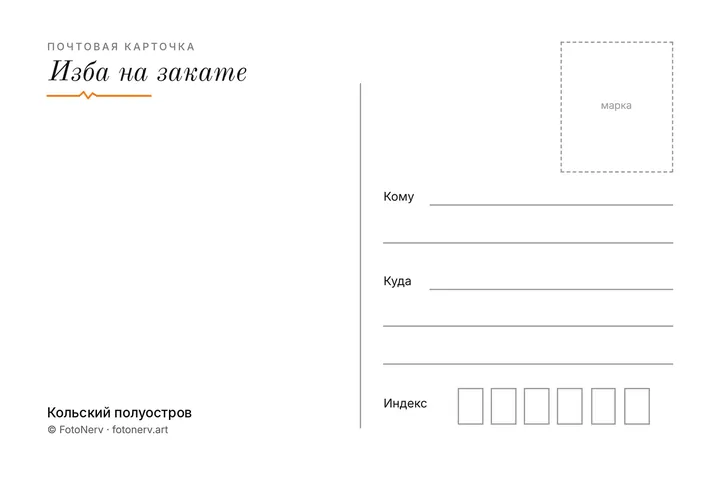 ПОЧТОВАЯ КАРТОЧКА
Изба на закате
марка
Кому
Куда
Индекс
Кольский полуостров
© FotoNerv · fotonerv.art